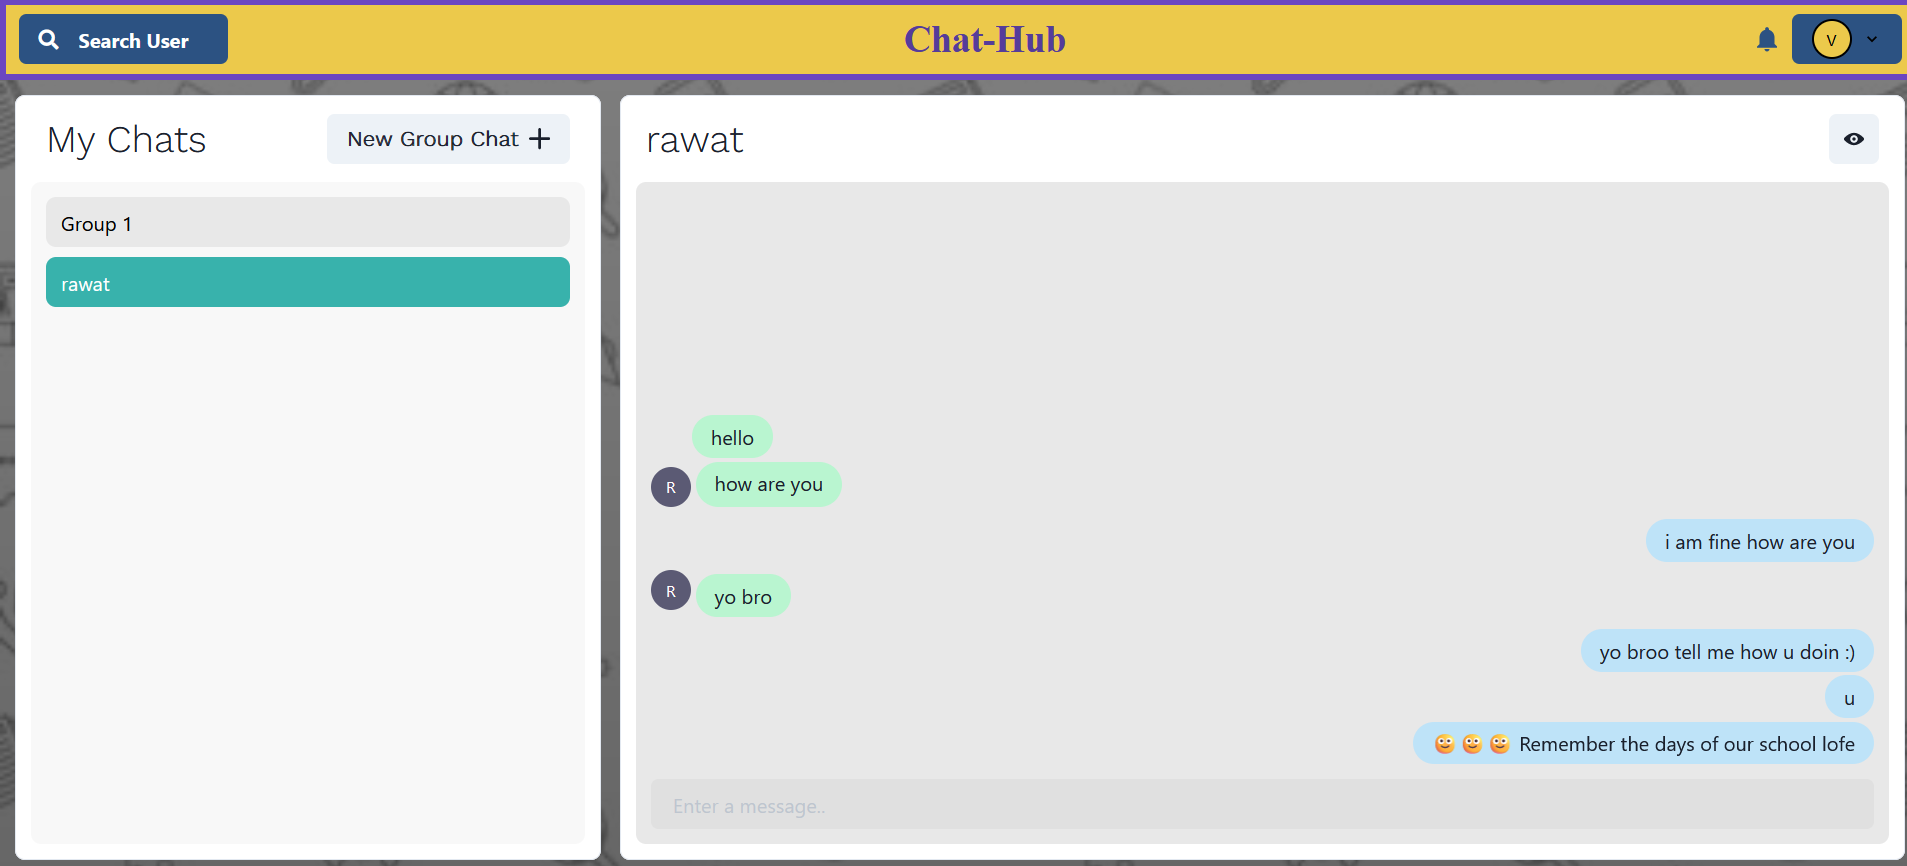 Search User
Chat-Hub
V
My Chats
New Group Chat +
Group 1
rawat
rawat
hello
R
how are you
i am fine how are you
R
yo bro
yo broo tell me how u doin :)
u
🥴🥴🥴 Remember the days of our school lofe
Enter a message..